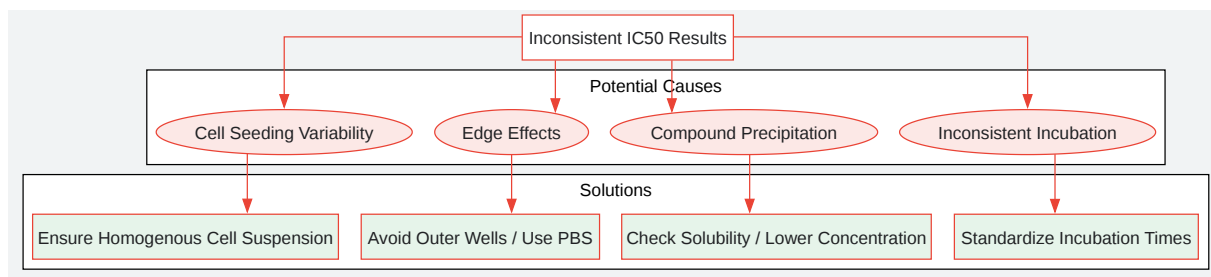 Inconsistent IC50 Results
Potential Causes
Cell Seeding Variability
Edge Effects
Compound Precipitation
Inconsistent Incubation
Solutions
Ensure Homogenous Cell Suspension
Avoid Outer Wells / Use PBS
Check Solubility / Lower Concentration
Standardize Incubation Times